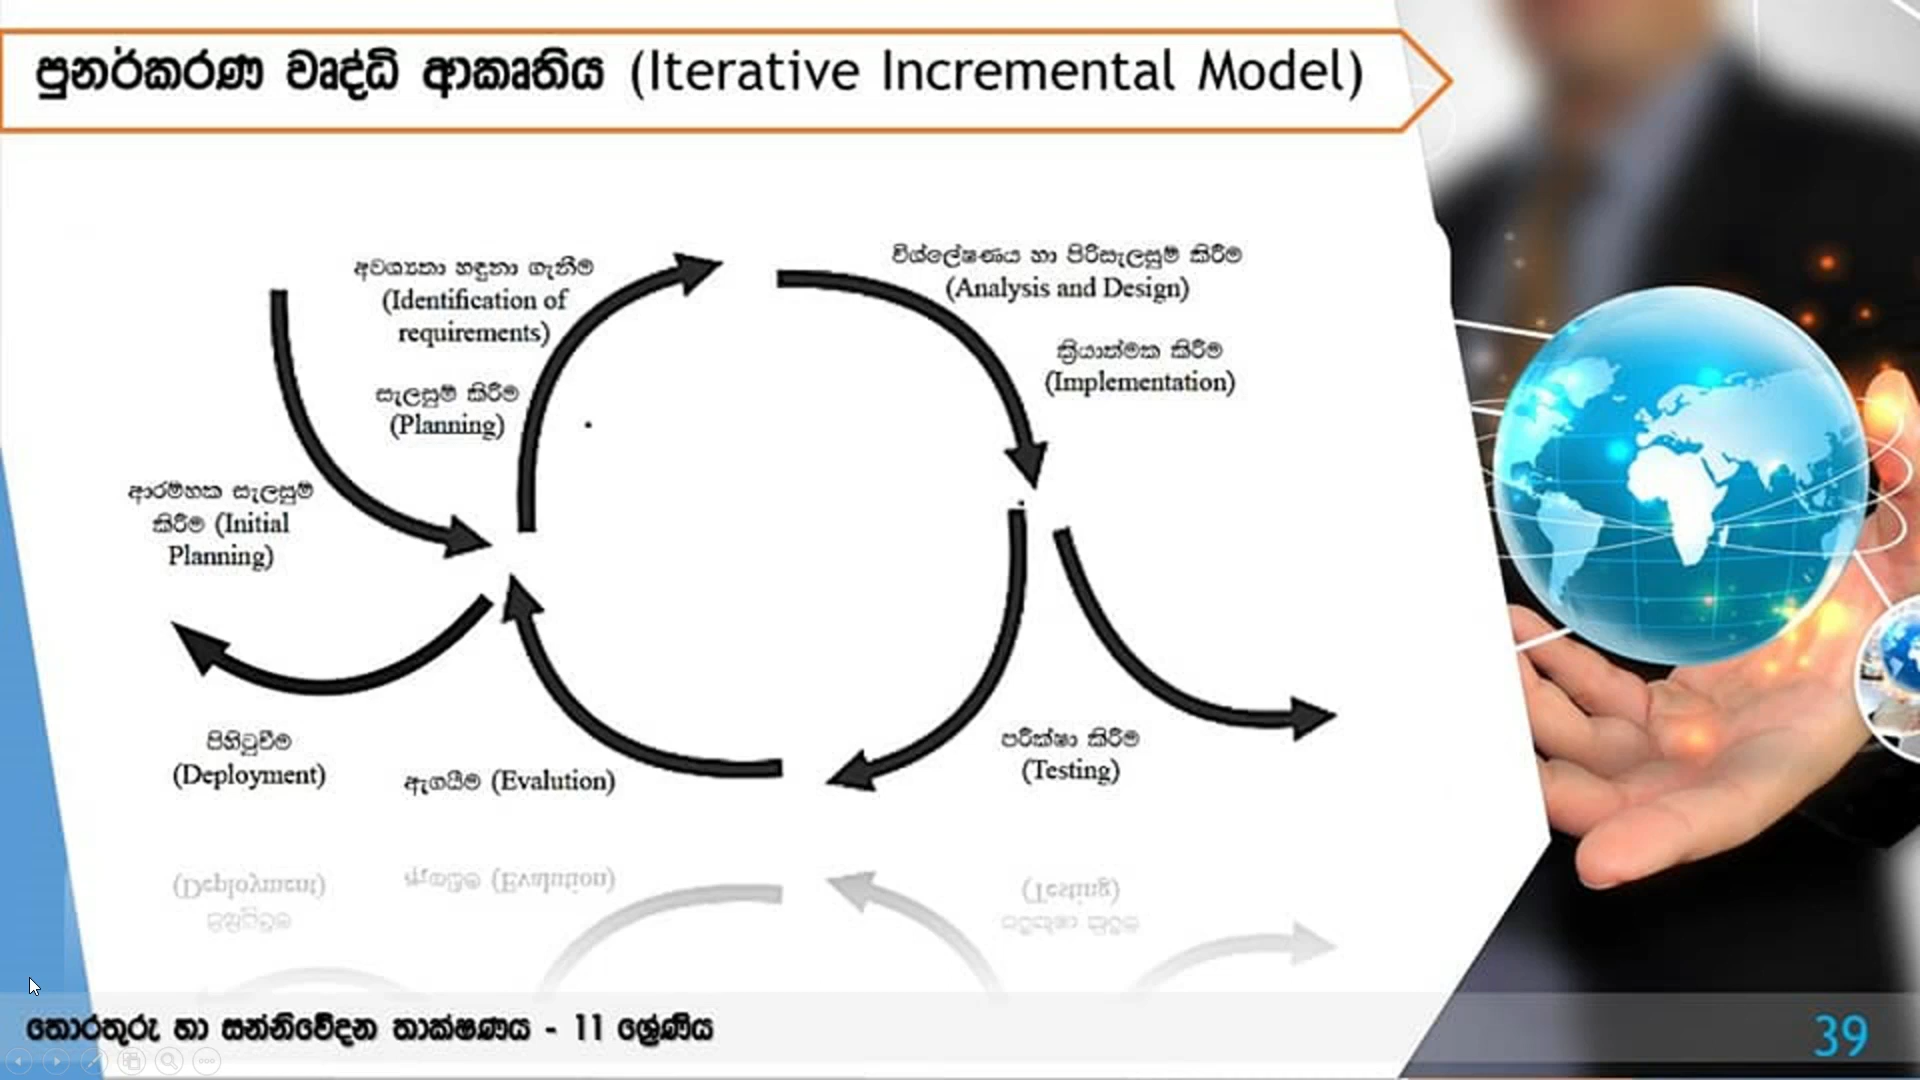 පුනර්කරණ වෘද්ධි ආකෘතිය (Iterative Incremental Model)
අවශ්‍යතා හඳුනා ගැනීම
(Identification of
requirements)
සැලසුම් කිරීම
(Planning)
විශ්ලේෂණය හා පිරිසැලසුම් කිරීම
(Analysis and Design)
ක්‍රියාත්මක කිරීම
(Implementation)
ආරම්භක සැලසුම්
කිරීම (Initial
Planning)
පිහිටුවීම
(Deployment)
ඇගයීම (Evalution)
පරීක්ෂා කිරීම
(Testing)
තොරතුරු හා සන්නිවේදන තාක්ෂණය - 11 ශ්‍රේණිය
39